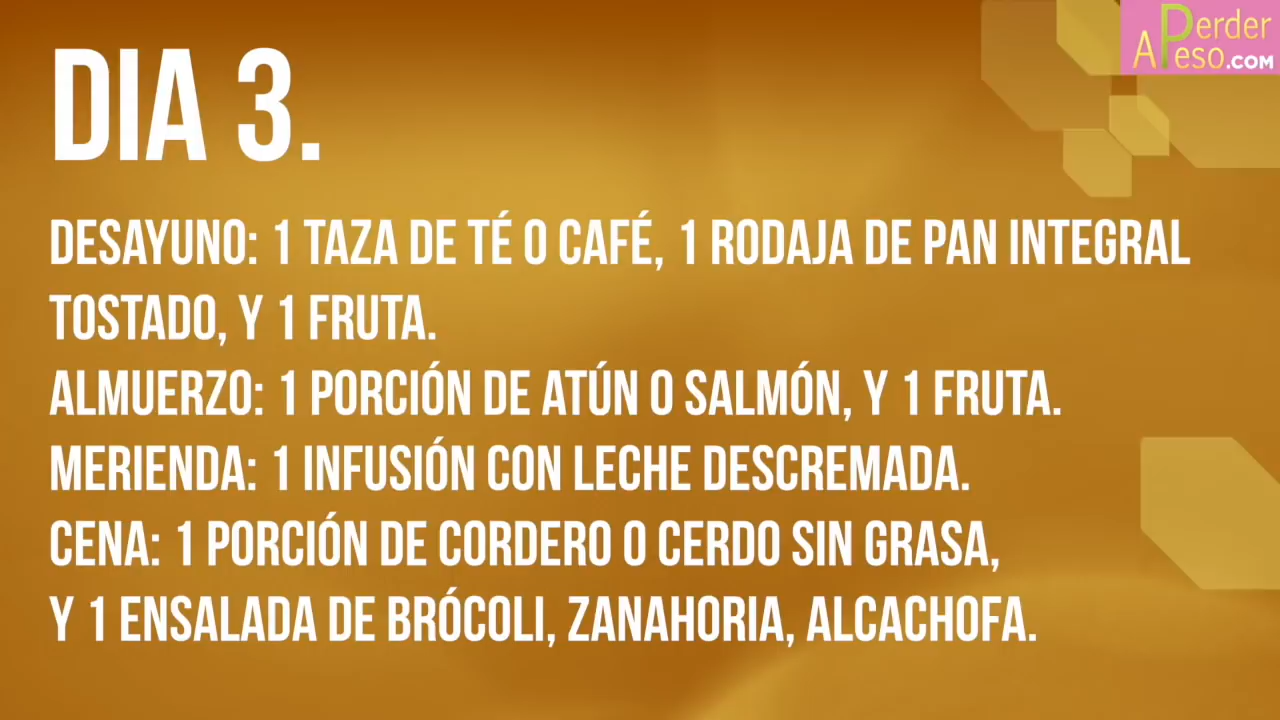 A Perder Peso.COM
DIA 3.
DESAYUNO: 1 TAZA DE TÉ O CAFÉ, 1 RODAJA DE PAN INTEGRAL
TOSTADO, Y 1 FRUTA.
ALMUERZO: 1 PORCIÓN DE ATÚN O SALMÓN, Y 1 FRUTA.
MERIENDA: 1 INFUSIÓN CON LECHE DESCREMADA.
CENA: 1 PORCIÓN DE CORDERO O CERDO SIN GRASA,
Y 1 ENSALADA DE BRÓCOLI, ZANAHORIA, ALCACHOFA.